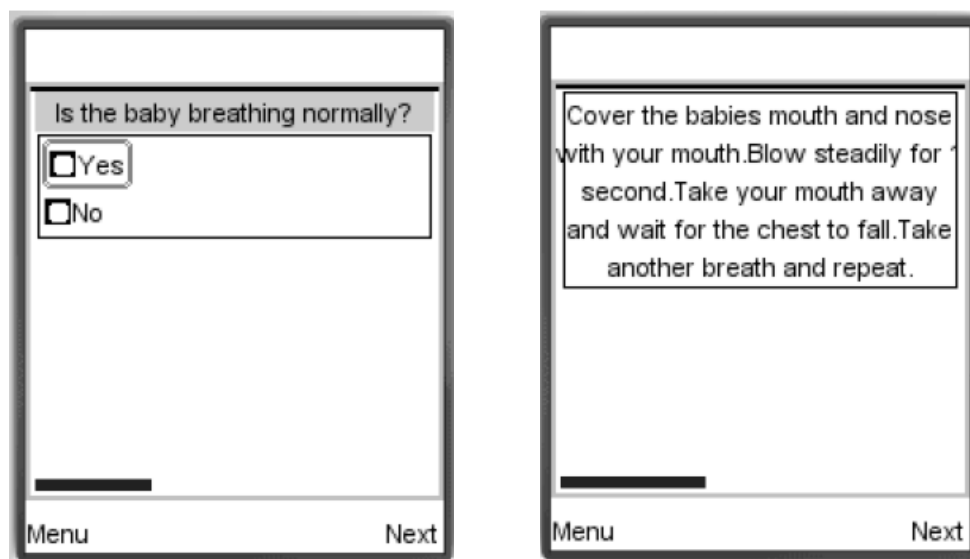 Is the baby breathing normally?
Yes
No
Menu Next
Cover the babies mouth and nose
with your mouth.Blow steadily for
second.Take your mouth away
and wait for the chest to fall.Take
another breath and repeat.
Menu Next